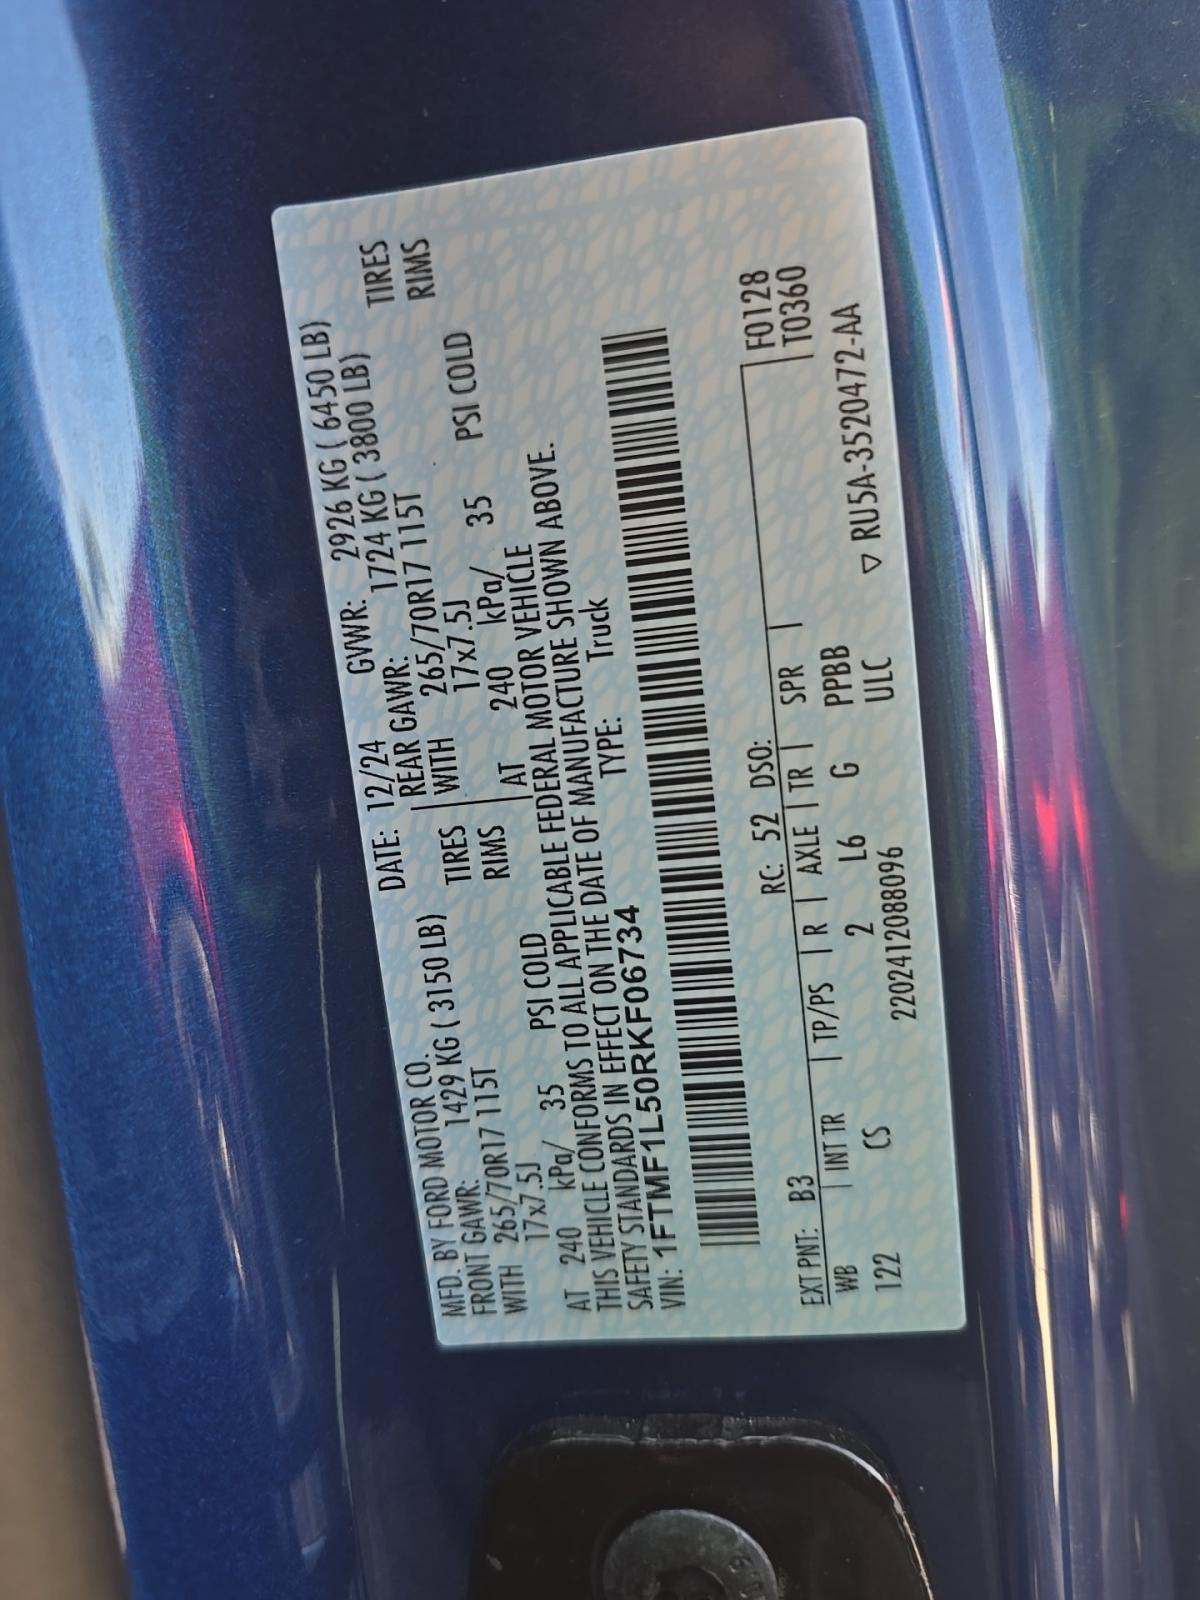 MFD. BY FORD MOTOR CO. DATE: 12/24 GVWR: 2926 KG ( 6450 LB)
FRONT GAWR: 1429 KG ( 3150 LB) REAR GAWR: 1724 KG ( 3800 LB)
WITH 265/70R17 115T TIRES WITH 265/70R17 115T TIRES
17x7.5J RIMS 17x7.5J RIMS
AT 240 kPa/ 35 PSI COLD AT 240 kPa/ 35 PSI COLD
THIS VEHICLE CONFORMS TO ALL APPLICABLE FEDERAL MOTOR VEHICLE
SAFETY STANDARDS IN EFFECT ON THE DATE OF MANUFACTURE SHOWN ABOVE.
VIN: 1FTMF1L50RKF06734 TYPE: Truck
EXT PNT: B3 RC: 52 DSO: F0128
WB INT TR TP/PS R AXLE TR SPR T0360
122 CS 2 L6 G PPBB
2202412088096 ULC ▽ RU5A-3520472-AA